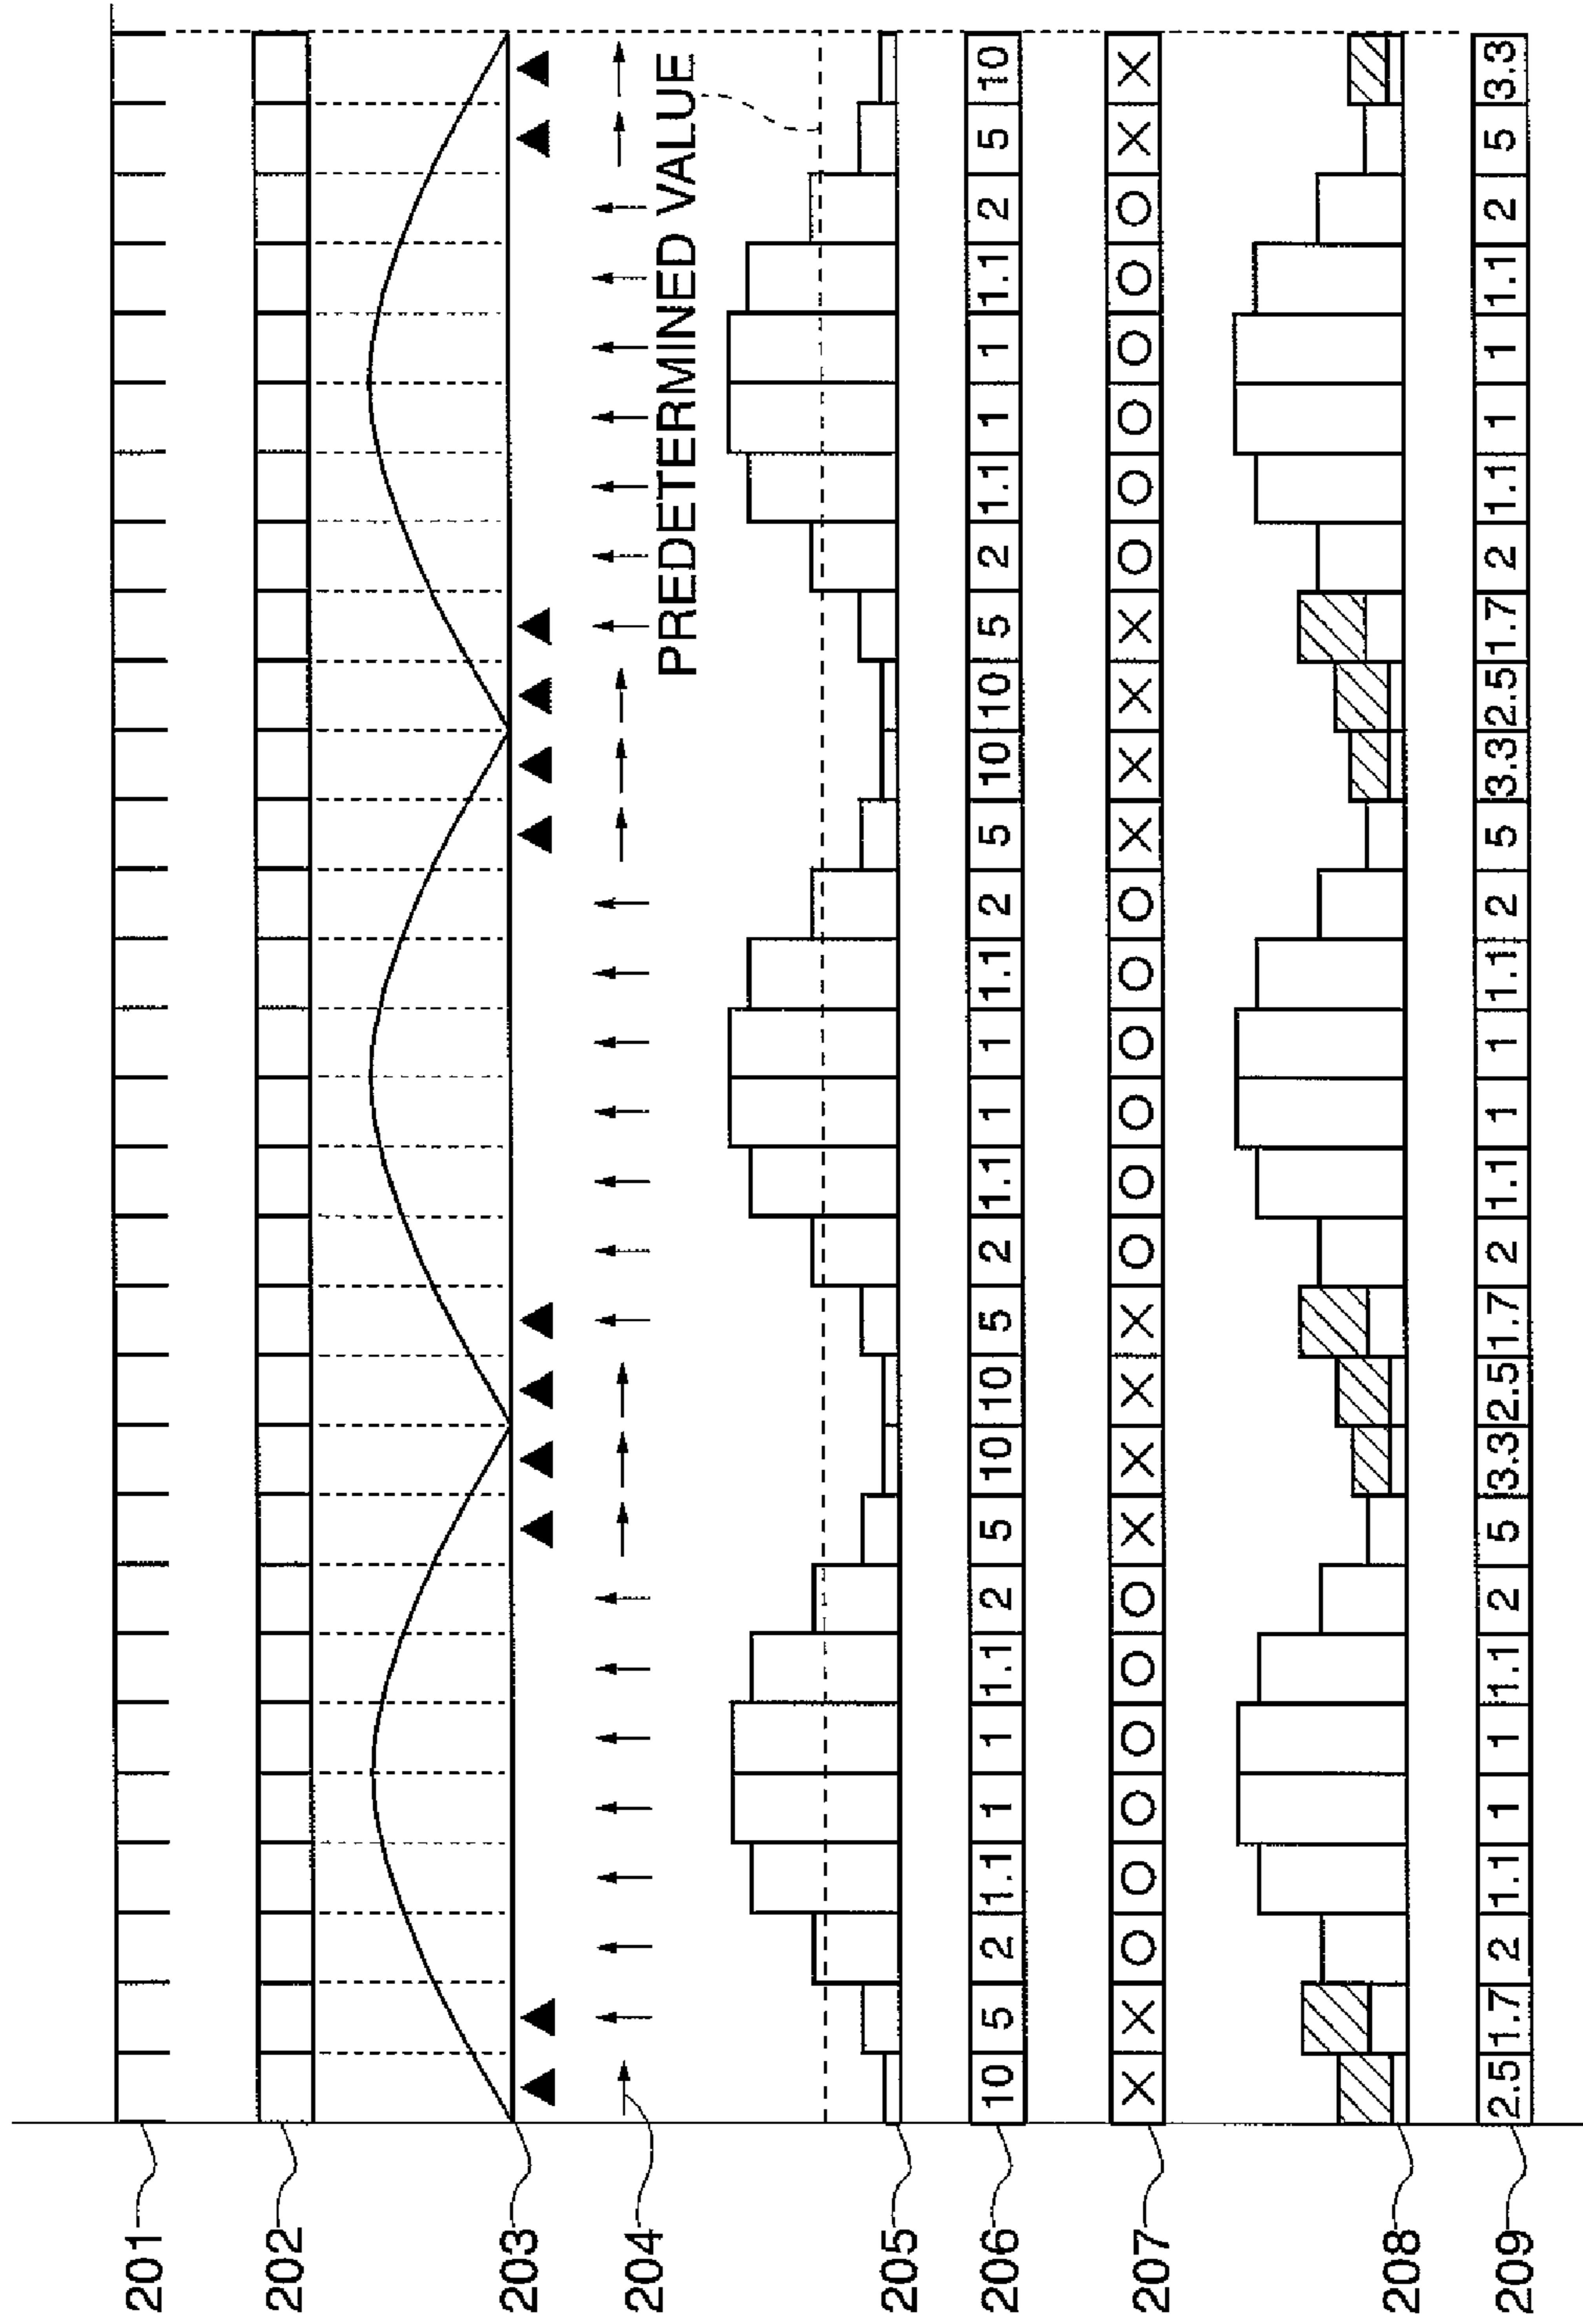 201
202
203
204
PREDETERMINED VALUE
205
206 10 5 2 1.1 1 1 1.1 2 5 10 10 5 2 1.1 1 1 1.1 2 5 10 10 5 2 1.1 1 1 1.1 2 5 10
207 X X O O O O O O X X X X O O O O O O X X X X O O O O O O X X
208
209 2.5 1.7 2 1.1 1 1 1.1 2 5 3.3 2.5 1.7 2 1.1 1 1 1.1 2 5 3.3 2.5 1.7 2 1.1 1 1 1.1 2 5 3.3